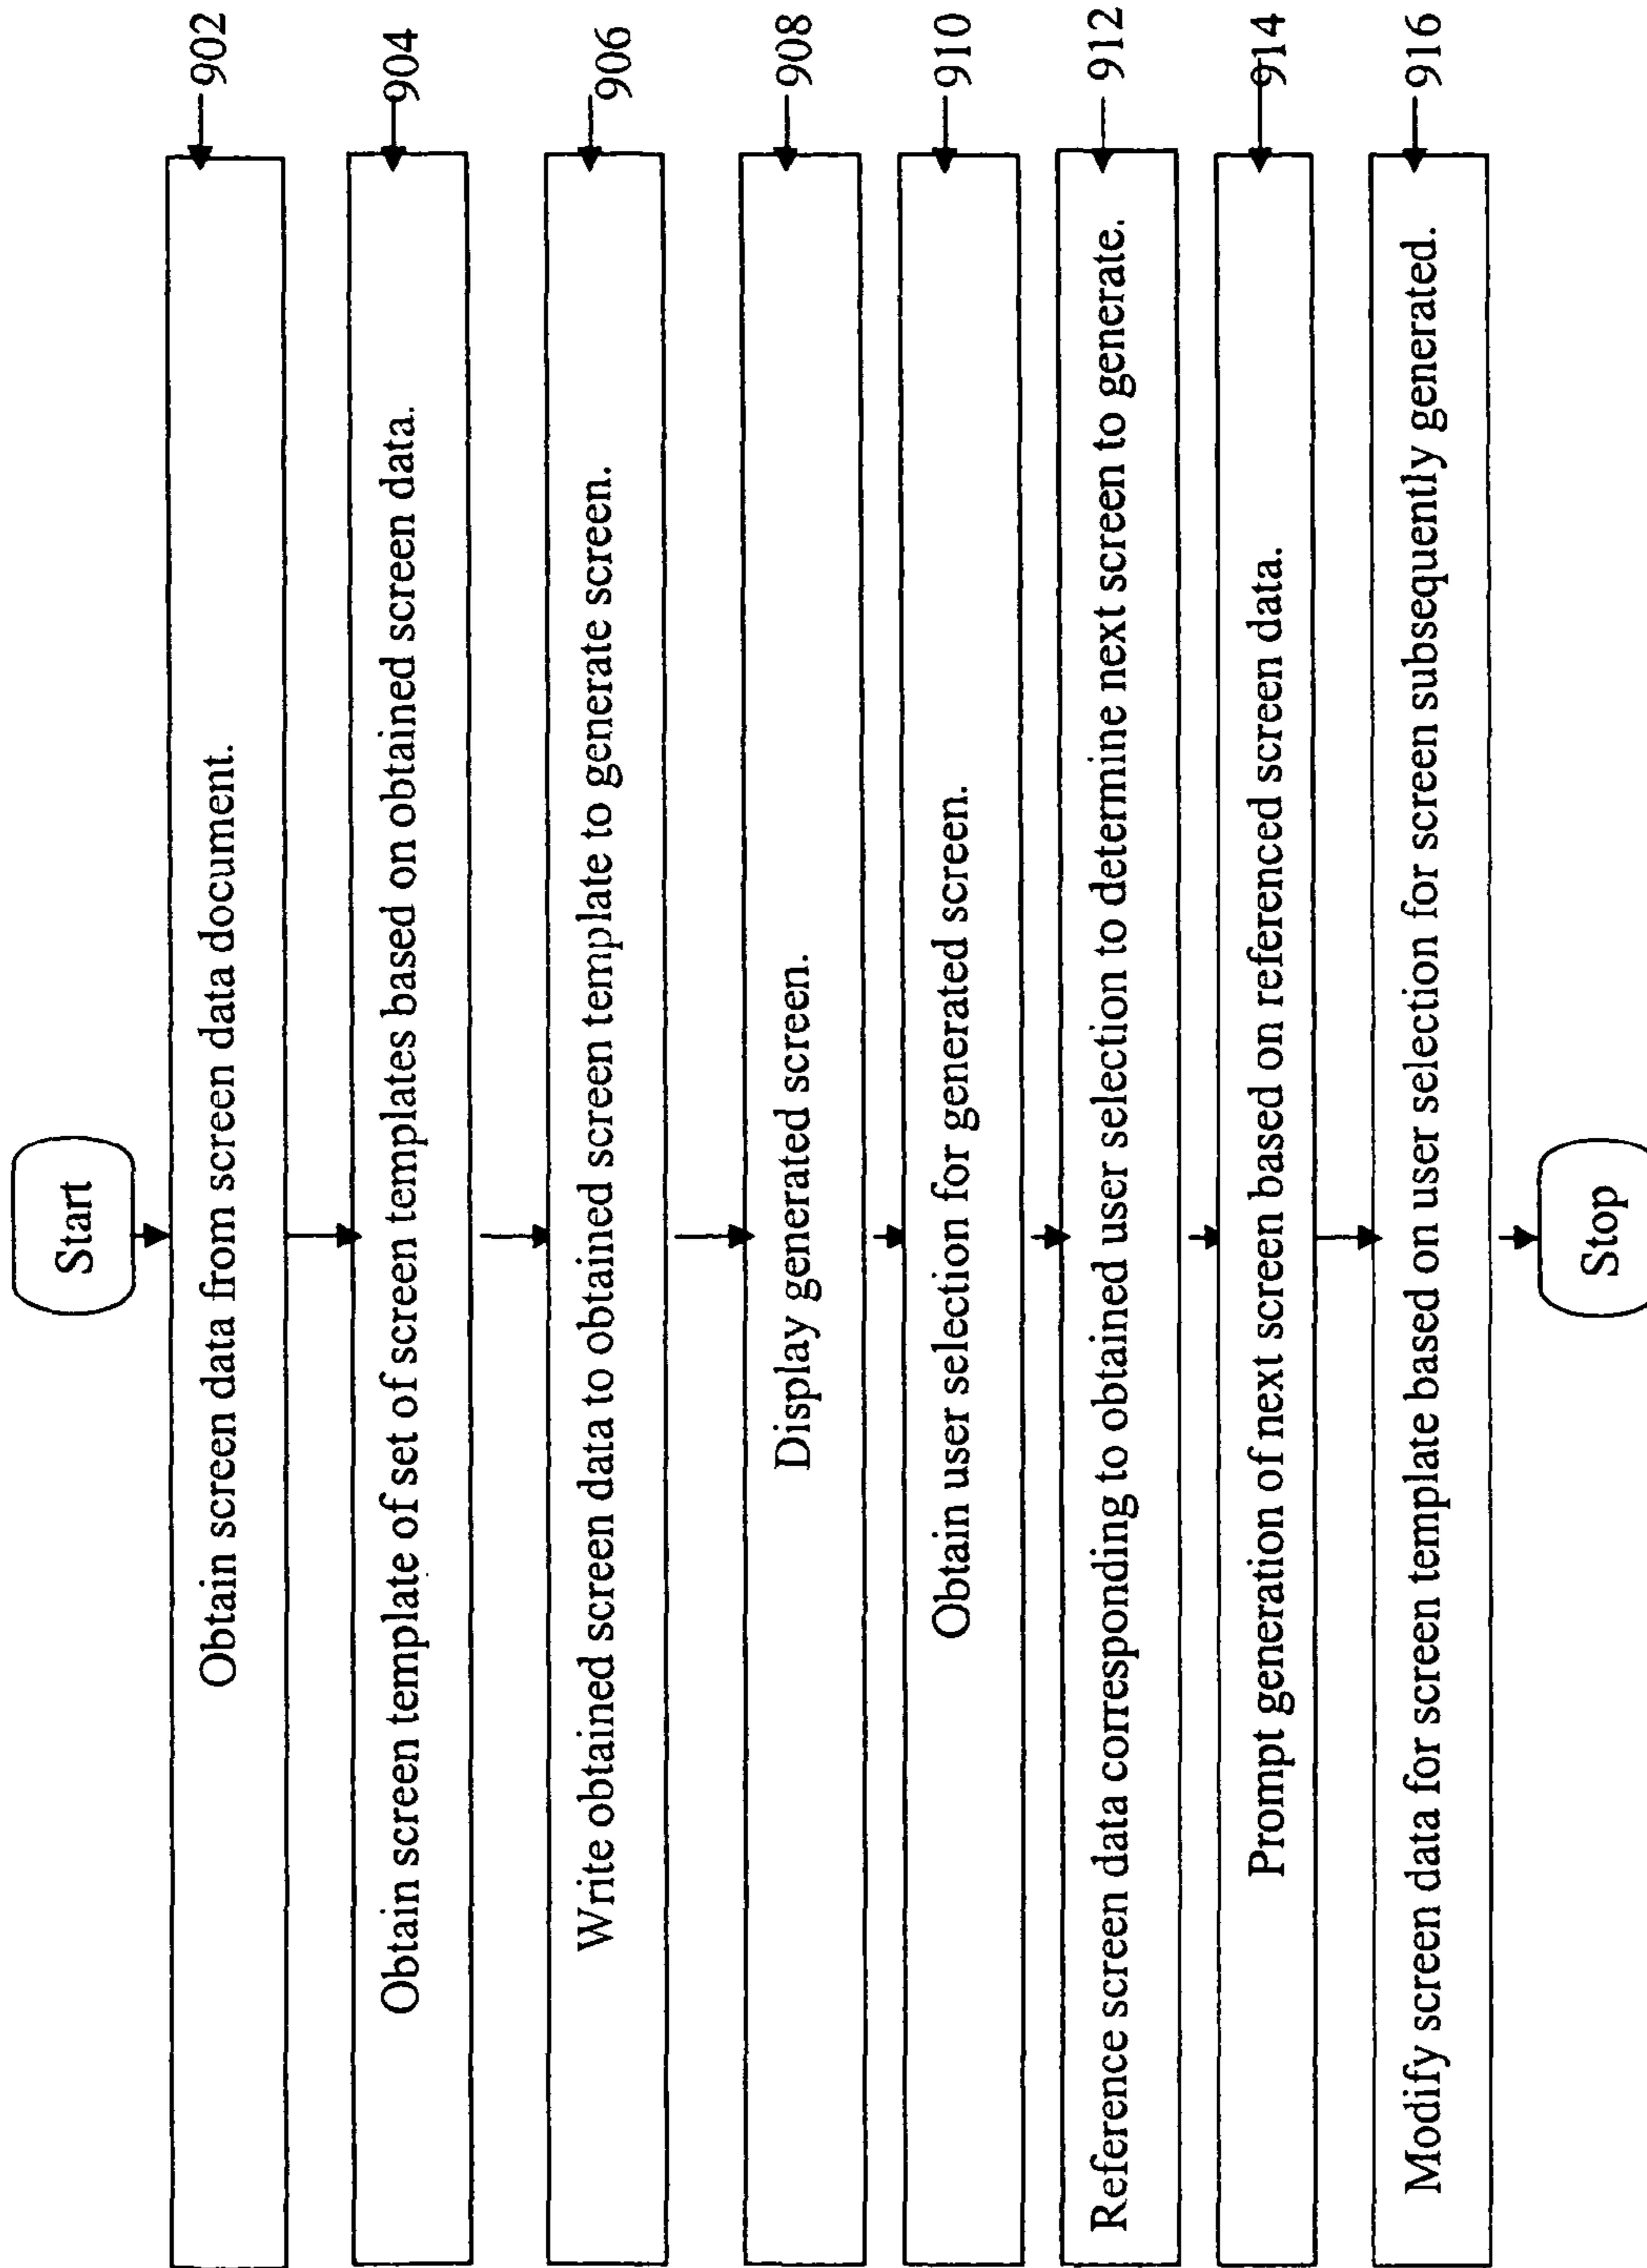 Start
Obtain screen data from screen data document.
902
Obtain screen template of set of screen templates based on obtained screen data.
904
Write obtained screen data to obtained screen template to generate screen.
906
Display generated screen.
908
Obtain user selection for generated screen.
910
Reference screen data corresponding to obtained user selection to determine next screen to generate.
912
Prompt generation of next screen based on referenced screen data.
914
Modify screen data for screen template based on user selection for screen subsequently generated.
916
Stop